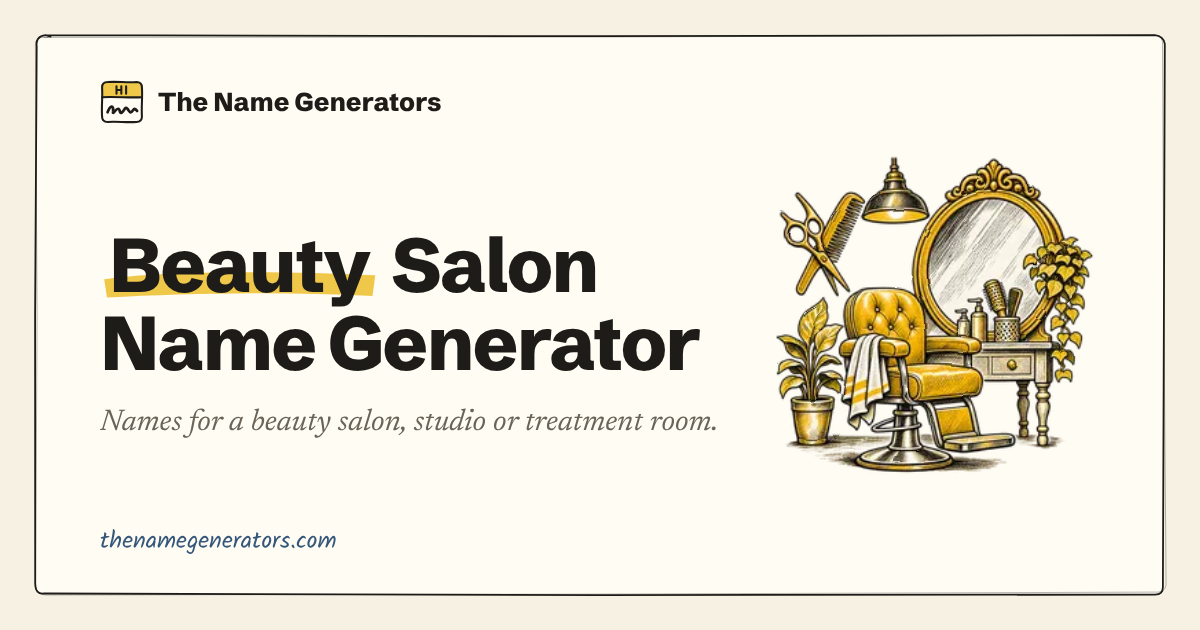 HI
The Name Generators
Beauty Salon
Name Generator
Names for a beauty salon, studio or treatment room.
thenamegenerators.com